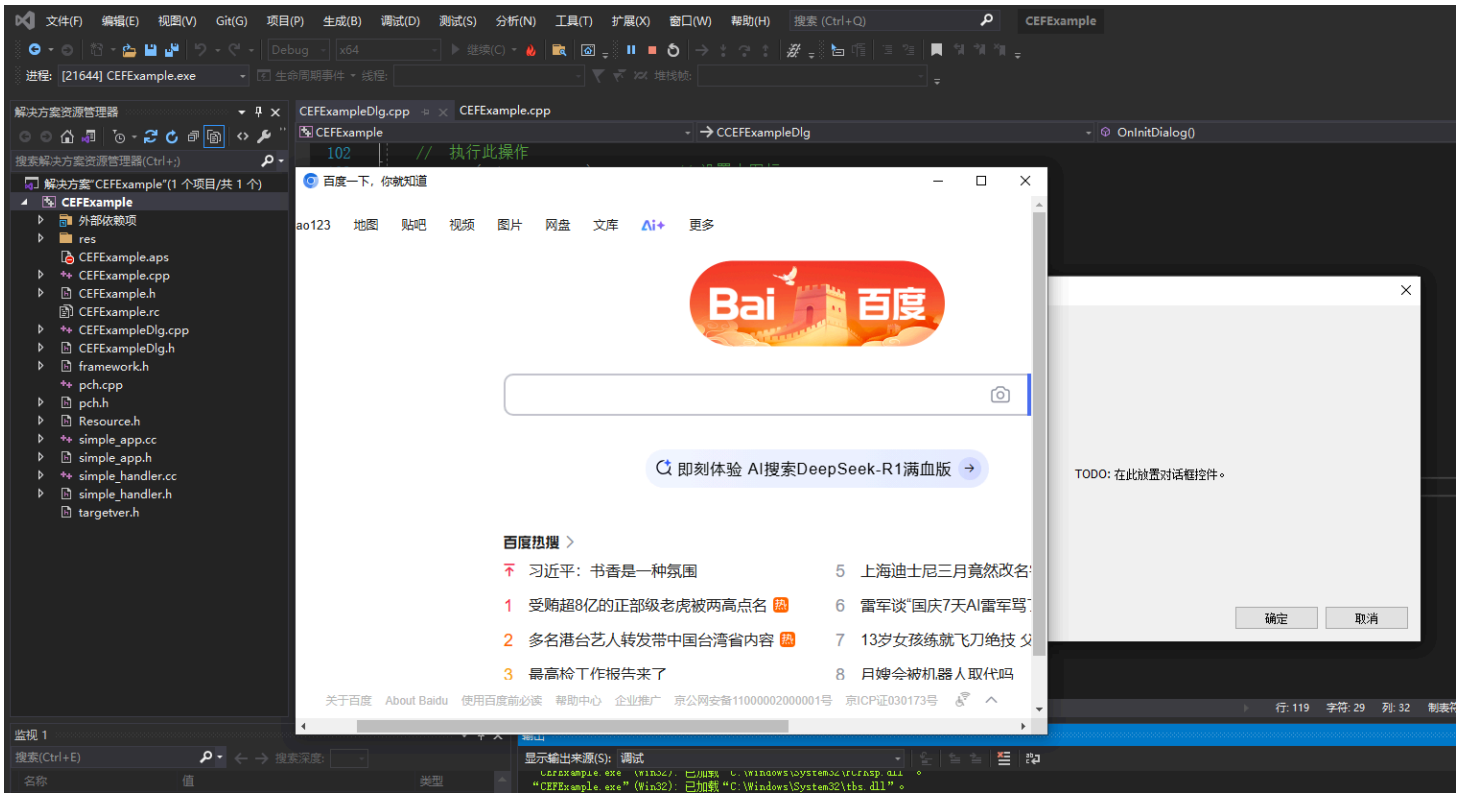 文件(F) 编辑(E) 视图(V) Git(G) 项目(P) 生成(B) 调试(D) 测试(S) 分析(N) 工具(T) 扩展(X) 窗口(W) 帮助(H) 搜索 (Ctrl+Q) CEFExample
Debug x64 继续(C)
进程: [21644] CEFExample.exe 生命周期事件 线程: 堆栈帧:
解决方案资源管理器
搜索解决方案资源管理器(Ctrl+;)
解决方案"CEFExample"(1 个项目/共 1 个)
CEFExample
外部依赖项
res
CEFExample.aps
CEFExample.cpp
CEFExample.h
CEFExample.rc
CEFExampleDlg.cpp
CEFExampleDlg.h
framework.h
pch.cpp
pch.h
Resource.h
simple_app.cc
simple_app.h
simple_handler.cc
simple_handler.h
targetver.h
CEFExampleDlg.cpp CEFExample.cpp
CEFExample CCEFExampleDlg OnInitDialog()
102 // 执行此操作
百度一下，你就知道
ao123 地图 贴吧 视频 图片 网盘 文库 Ai+ 更多
Bai 百度
即刻体验 AI搜索DeepSeek-R1满血版
百度热搜
习近平：书香是一种氛围
1 受贿超8亿的正部级老虎被两高点名 热
2 多名港台艺人转发带中国台湾省内容 热
3 最高检工作报告来了
5 上海迪士尼三月竟然改名
6 雷军谈"国庆7天AI雷军骂
7 13岁女孩练就飞刀绝技 父
8 月嫂会被机器人取代吗
关于百度 About Baidu 使用百度前必读 帮助中心 企业推广 京公网安备11000002000001号 京ICP证030173号
TODO: 在此放置对话框控件。
确定 取消
行: 119 字符: 29 列: 32 制表符
监视 1
搜索(Ctrl+E) 搜索深度:
名称 值 类型
输出
显示输出来源(S): 调试
"CEFExample.exe" (Win32): 已加载 "C:\Windows\System32\rtmsp.dll"。
"CEFExample.exe" (Win32): 已加载 "C:\Windows\System32\tbs.dll"。